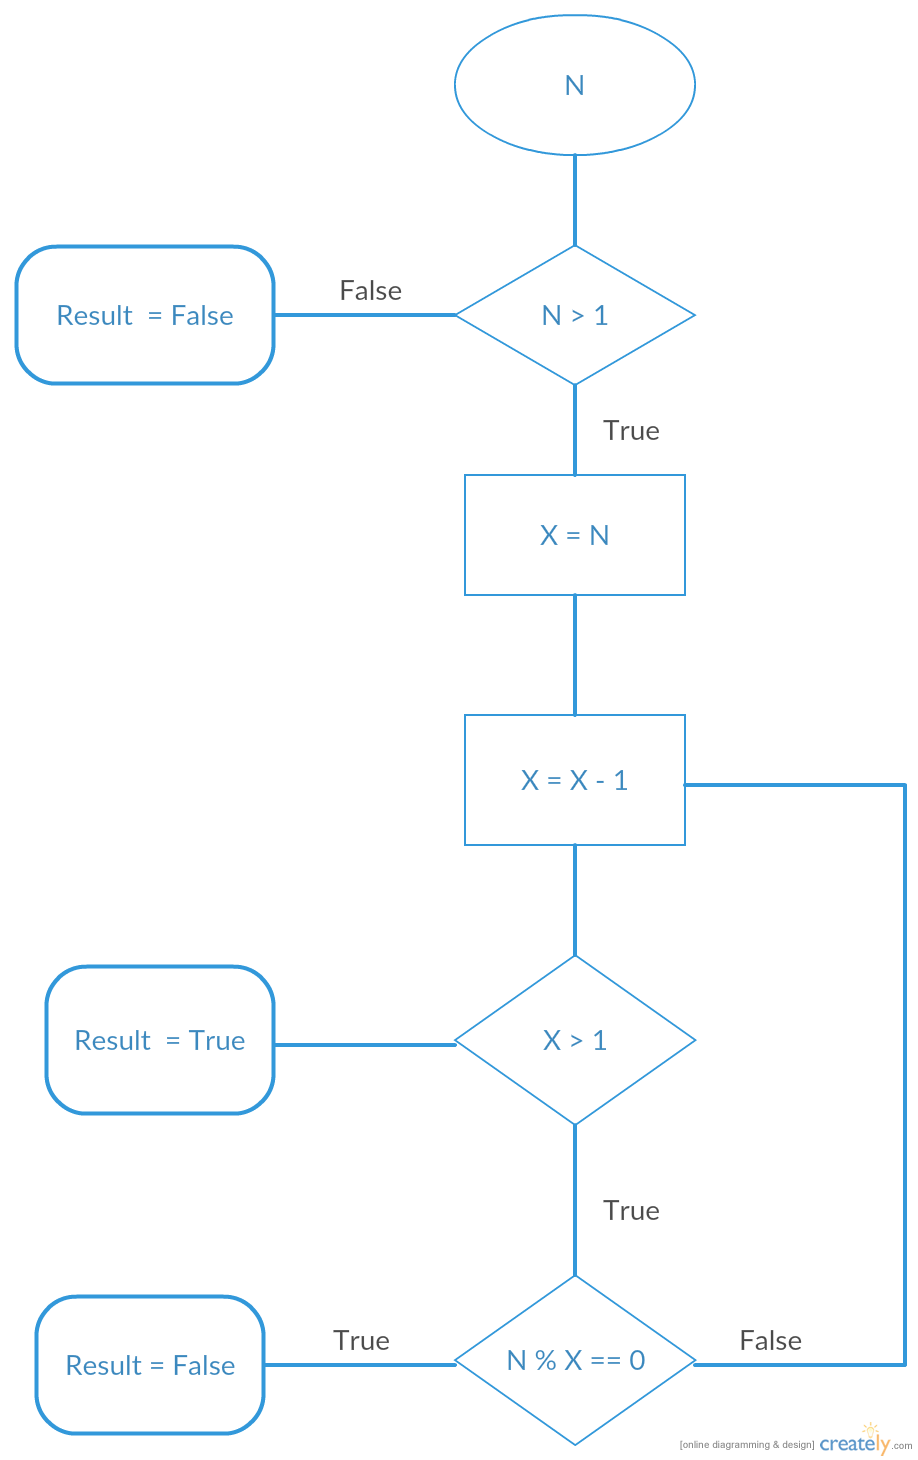 N
False
Result = False
N > 1
True
X = N
X = X - 1
Result = True
X > 1
True
True
False
Result = False
N % X == 0
[online diagramming & design] creately.com